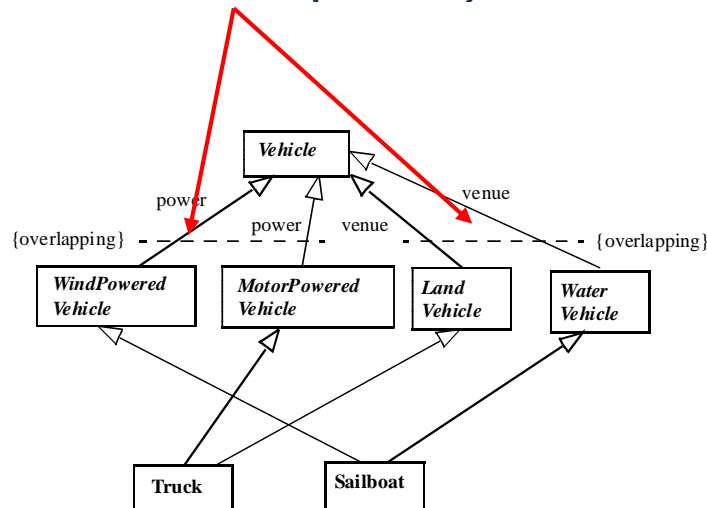 Vehicle
power
venue
power
venue
{overlapping}
{overlapping}
WindPowered
Vehicle
MotorPowered
Vehicle
Land
Vehicle
Water
Vehicle
Truck
Sailboat